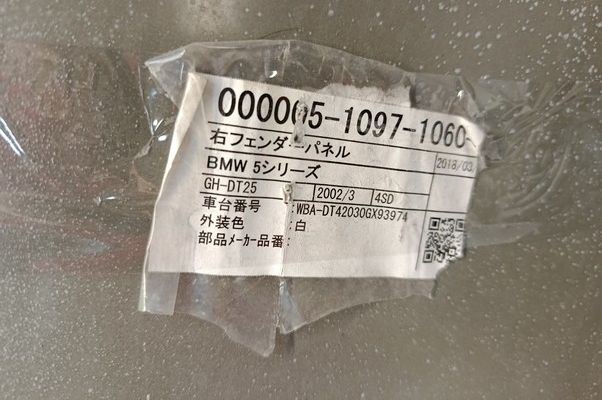 000005-1097-1060-
右フェンダーパネル
2018/03
BMW 5シリーズ
GH-DT25 2002/3 4SD
車台番号 :WBA-DT42030GX93974
外装色 :白
部品メーカー品番: